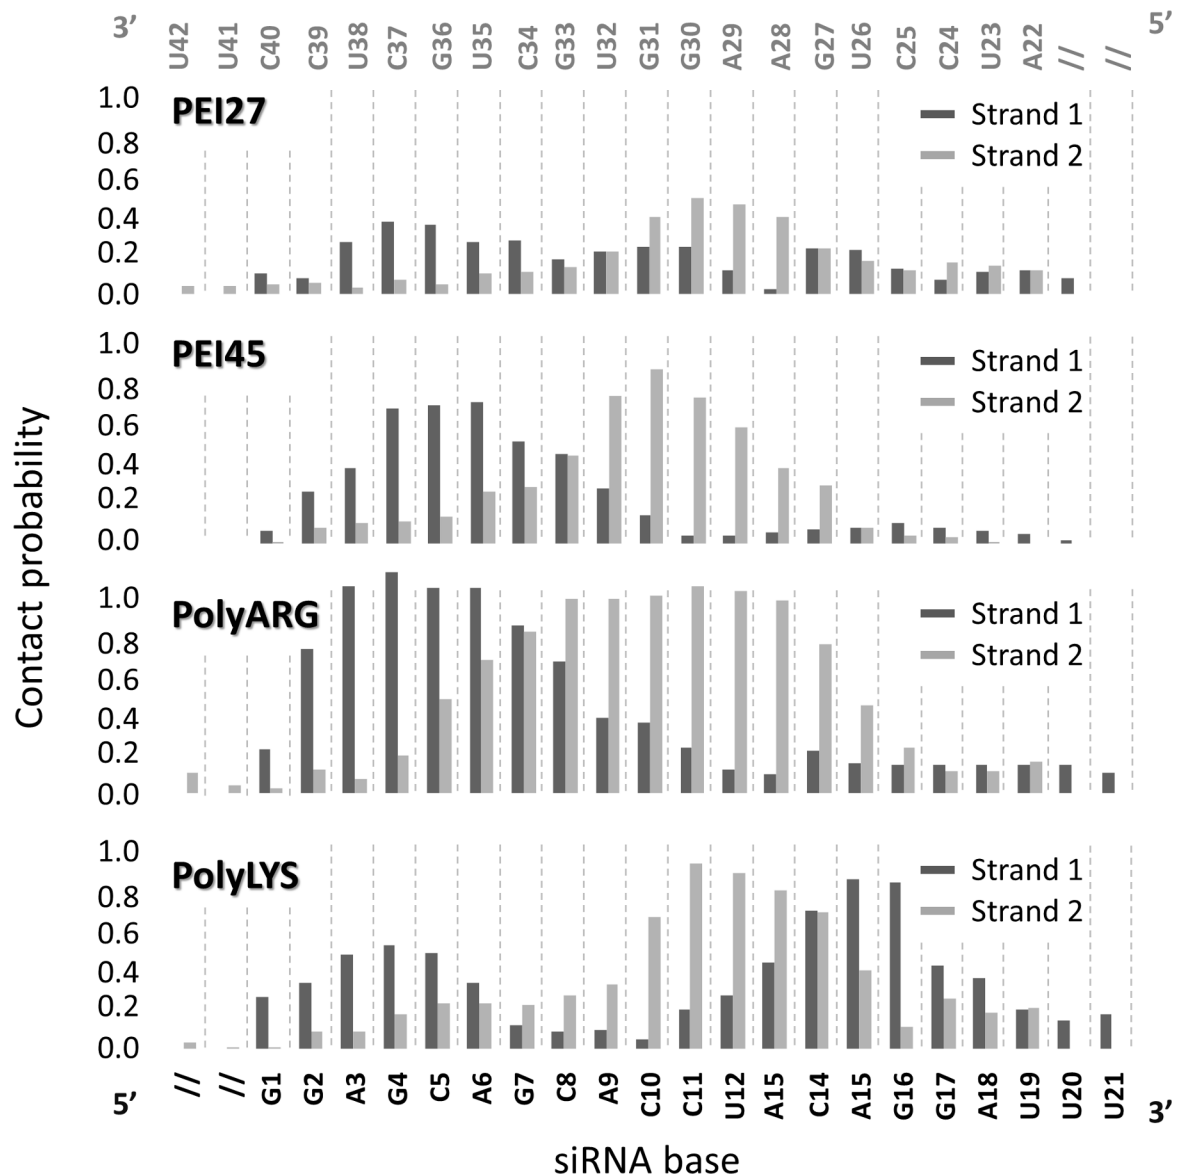 3’ U42 U41 C40 C39 U38 C37 G36 U35 C34 G33 U32 G31 G30 A29 A28 G27 U26 C25 C24 U23 A22 // // 5’
PEI27
Strand 1
Strand 2
1.0
0.8
0.6
0.4
0.2
0.0
PEI45
Strand 1
Strand 2
1.0
0.8
0.6
0.4
0.2
0.0
Contact probability
PolyARG
Strand 1
Strand 2
1.0
0.8
0.6
0.4
0.2
0.0
PolyLYS
Strand 1
Strand 2
1.0
0.8
0.6
0.4
0.2
0.0
5’ // // G1 G2 A3 G4 C5 A6 G7 C8 A9 C10 C11 U12 A15 C14 A15 G16 G17 A18 U19 U20 U21 3’
siRNA base